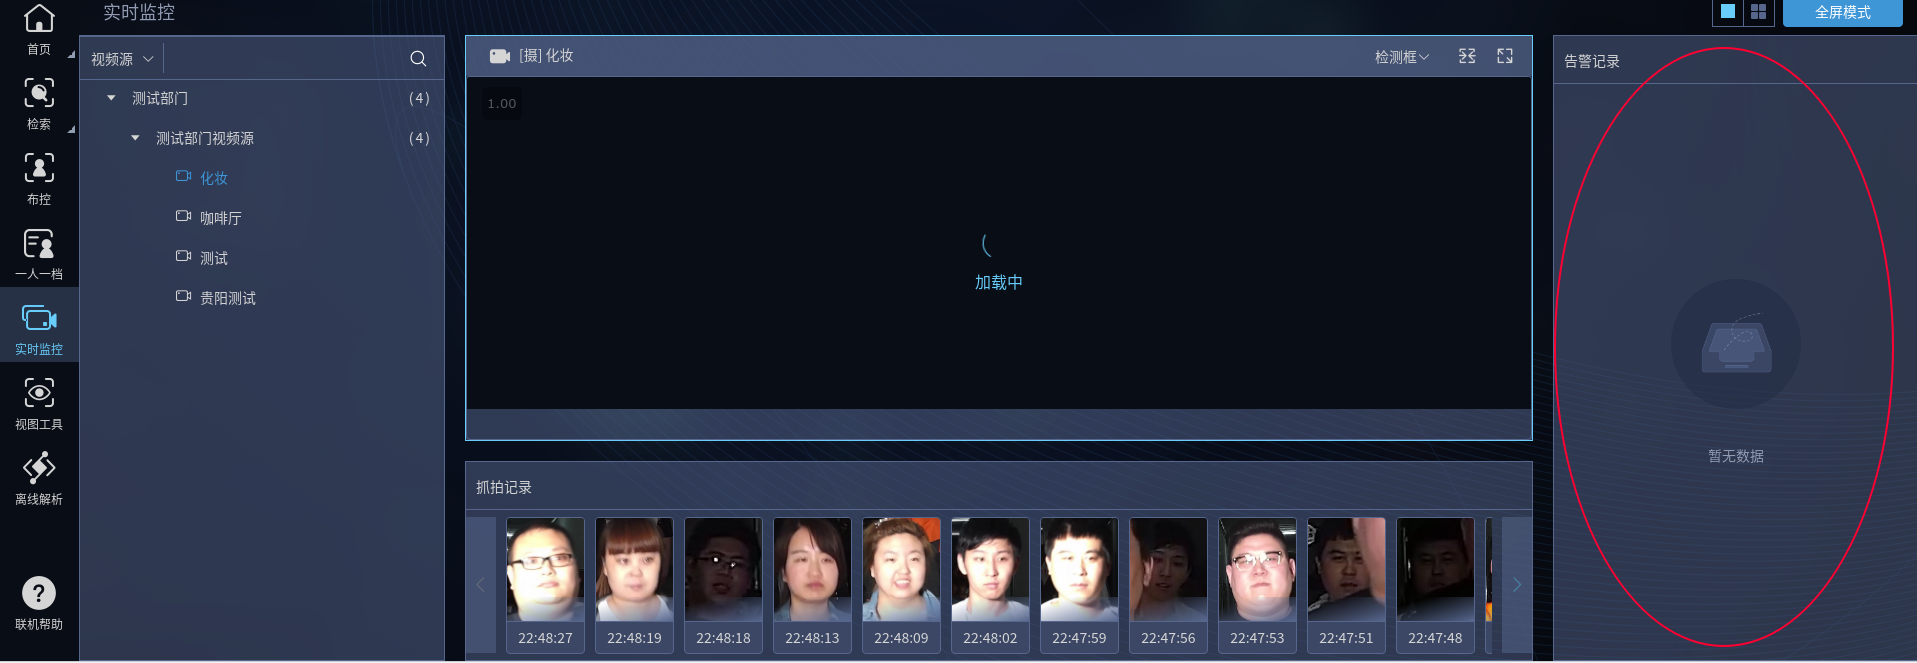 实时监控
全屏模式
首页
检索
布控
一人一档
实时监控
视图工具
离线解析
联机帮助
视频源
测试部门 (4)
测试部门视频源 (4)
化妆
咖啡厅
测试
贵阳测试
[摄] 化妆
检测框
1.00
加载中
抓拍记录
22:48:27 22:48:19 22:48:18 22:48:13 22:48:09 22:48:02 22:47:59 22:47:56 22:47:53 22:47:51 22:47:48
告警记录
暂无数据